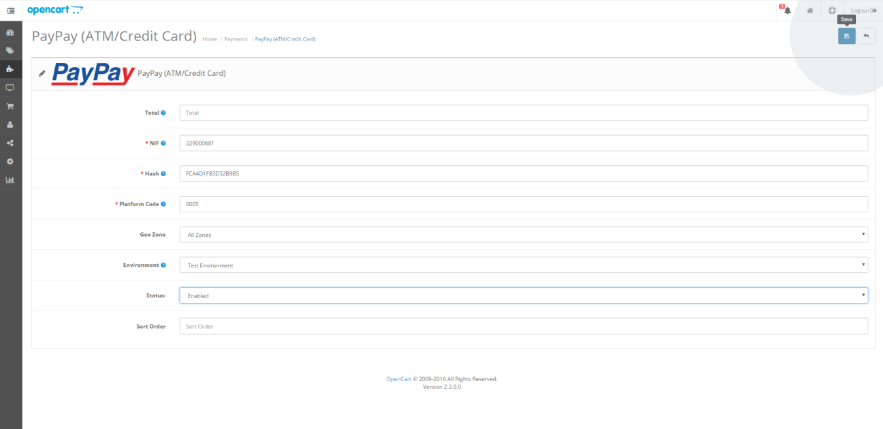 opencart
1
Logout
Save
PayPay (ATM/Credit Card) Home / Payments / PayPay (ATM/Credit Card)
PayPay PayPay (ATM/Credit Card)
Total Total
* NIF 229000681
* Hash FCA4D1F83D32B9B5
* Platform Code 0005
Geo Zone All Zones
Environment Test Environment
Status: Enabled
Sort Order Sort Order
OpenCart © 2009-2016 All Rights Reserved.
Version 2.2.0.0